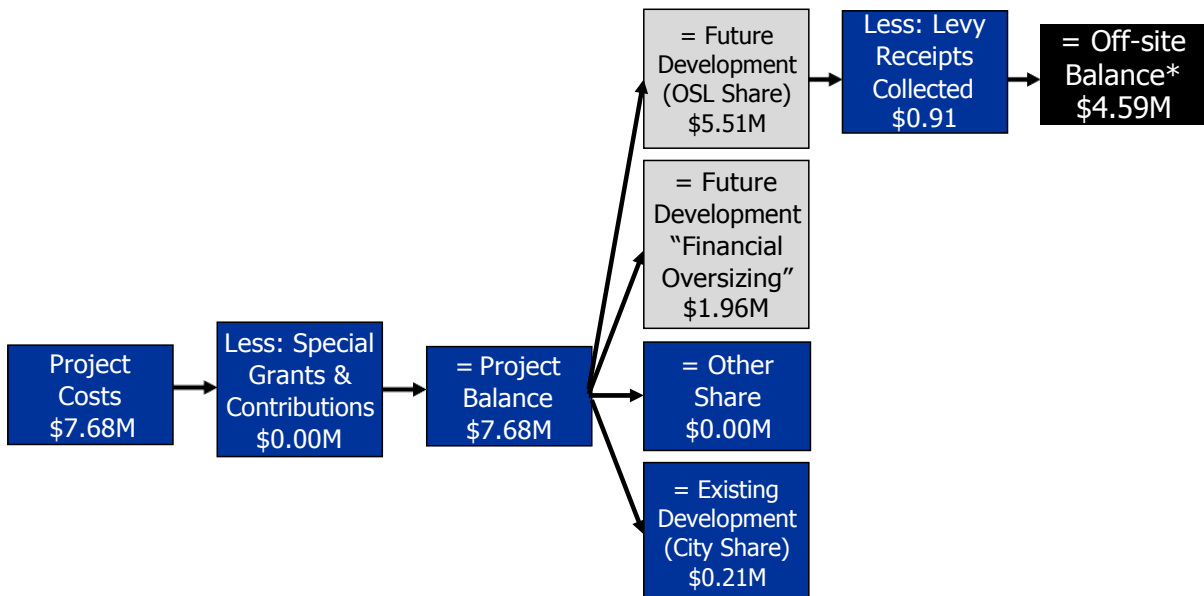 Project
Costs
$7.68M
Less: Special
Grants &
Contributions
$0.00M
= Project
Balance
$7.68M
= Future
Development
(OSL Share)
$5.51M
Less: Levy
Receipts
Collected
$0.91
= Off-site
Balance*
$4.59M
= Future
Development
“Financial
Oversizing”
$1.96M
= Other
Share
$0.00M
= Existing
Development
(City Share)
$0.21M